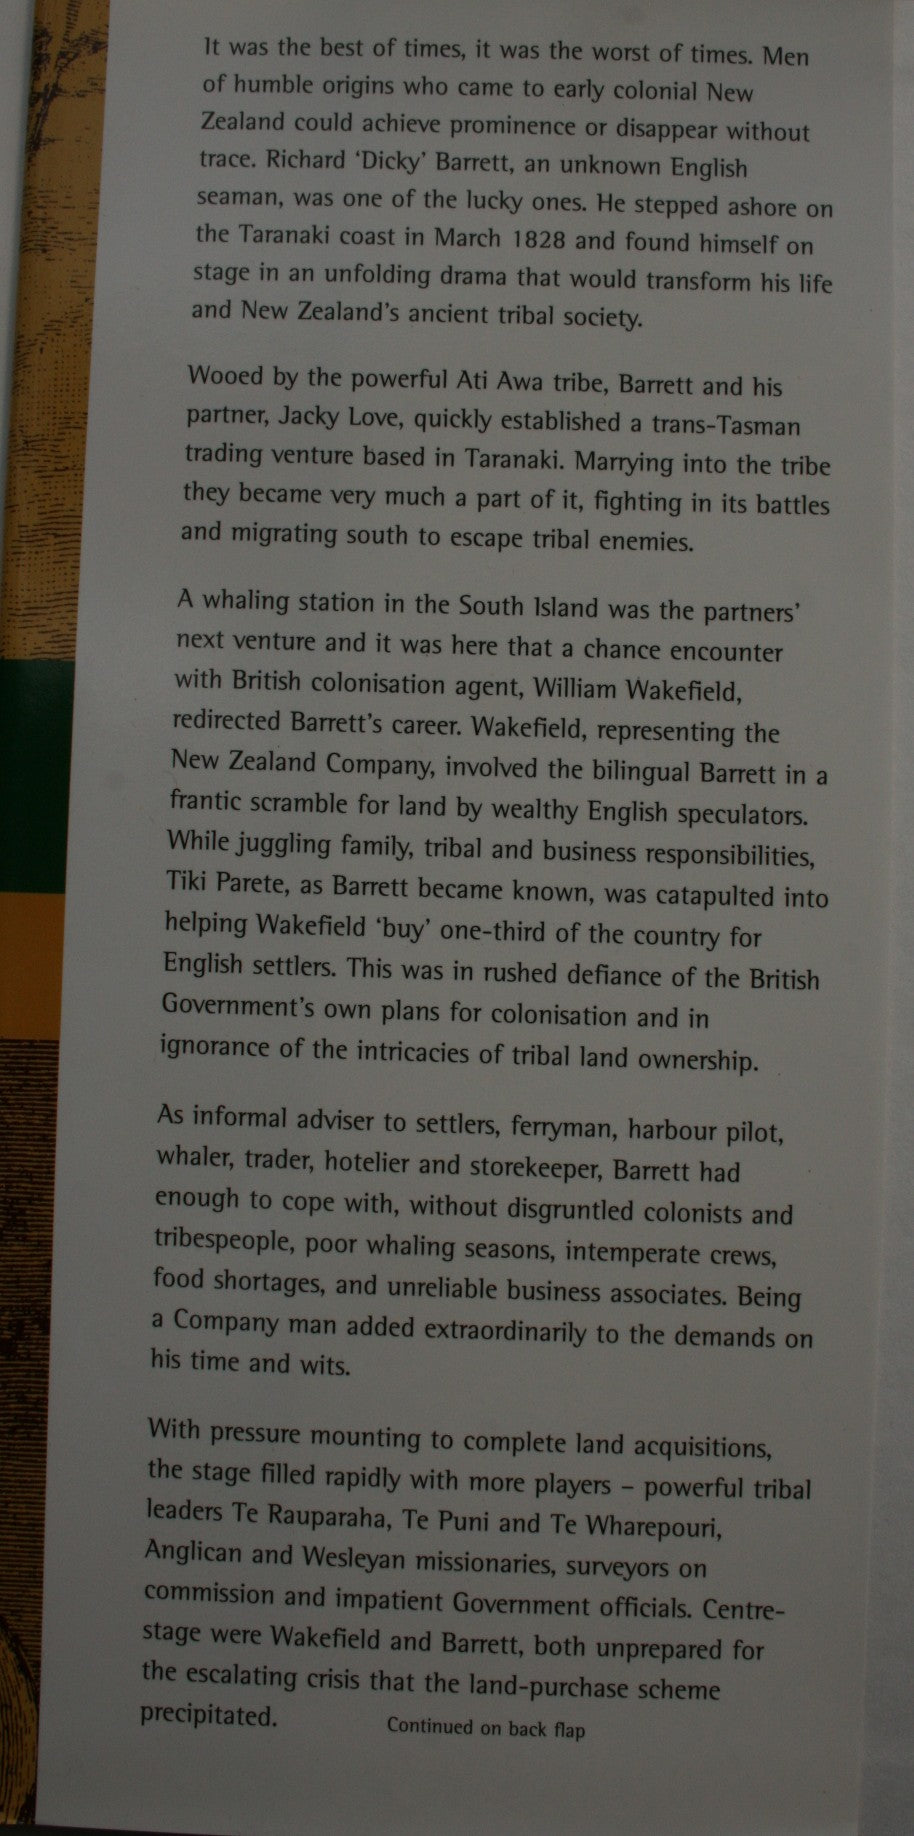 It was the best of times, it was the worst of times. Men
of humble origins who came to early colonial New
Zealand could achieve prominence or disappear without
trace. Richard ‘Dicky’ Barrett, an unknown English
seaman, was one of the lucky ones. He stepped ashore on
the Taranaki coast in March 1828 and found himself on
stage in an unfolding drama that would transform his life
and New Zealand’s ancient tribal society.
Wooed by the powerful Ati Awa tribe, Barrett and his
partner, Jacky Love, quickly established a trans-Tasman
trading venture based in Taranaki. Marrying into the tribe
they became very much a part of it, fighting in its battles
and migrating south to escape tribal enemies.
A whaling station in the South Island was the partners’
next venture and it was here that a chance encounter
with British colonisation agent, William Wakefield,
redirected Barrett’s career. Wakefield, representing the
New Zealand Company, involved the bilingual Barrett in a
frantic scramble for land by wealthy English speculators.
While juggling family, tribal and business responsibilities,
Tiki Parete, as Barrett became known, was catapulted into
helping Wakefield ‘buy’ one-third of the country for
English settlers. This was in rushed defiance of the British
Government’s own plans for colonisation and in
ignorance of the intricacies of tribal land ownership.
As informal adviser to settlers, ferryman, harbour pilot,
whaler, trader, hotelier and storekeeper, Barrett had
enough to cope with, without disgruntled colonists and
tribespeople, poor whaling seasons, intemperate crews,
food shortages, and unreliable business associates. Being
a Company man added extraordinarily to the demands on
his time and wits.
With pressure mounting to complete land acquisitions,
the stage filled rapidly with more players – powerful tribal
leaders Te Rauparaha, Te Puni and Te Wharepouri,
Anglican and Wesleyan missionaries, surveyors on
commission and impatient Government officials. Centre-
stage were Wakefield and Barrett, both unprepared for
the escalating crisis that the land-purchase scheme
precipitated.
Continued on back flap